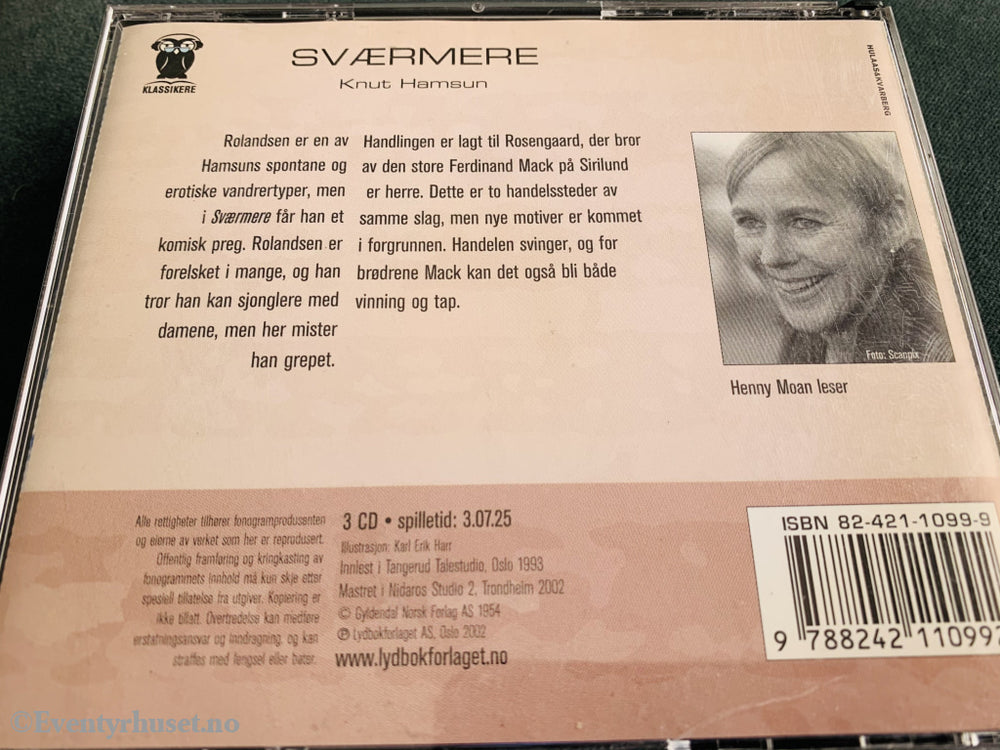 KLASSIKERE
SVÆRMERE
Knut Hamsun
HULAAS&KVARBERG
Rolandsen er en av
Hamsuns spontane og
erotiske vandrertyper, men
i Sværmere får han et
komisk preg. Rolandsen er
forelsket i mange, og han
tror han kan sjonglere med
damene, men her mister
han grepet.
Handlingen er lagt til Rosengaard, der bror
av den store Ferdinand Mack på Sirilund
er herre. Dette er to handelssteder av
samme slag, men nye motiver er kommet
i forgrunnen. Handelen svinger, og for
brødrene Mack kan det også bli både
vinning og tap.
Foto: Scanpix
Henny Moan leser
Alle rettigheter tilhører fonogramprodusenten
og eierne av verket som her er reprodusert.
Offentlig framføring og kringkasting av
fonogrammets innhold må kun skje etter
spesiell tillatelse fra utgiver. Kopiering er
ikke tillatt. Overtredelse kan medføre
erstatningsansvar og inndragning, og kan
straffes med fengsel eller bøter.
3 CD • spilletid: 3.07.25
Illustrasjon: Karl Erik Harr
Innlest i Tangerud Talestudio, Oslo 1993
Mastret i Nidaros Studio 2, Trondheim 2002
© Gyldendal Norsk Forlag AS 1954
℗ Lydbokforlaget AS, Oslo 2002
www.lydbokforlaget.no
ISBN 82-421-1099-9
9 788242 110992
©Eventyrhuset.no